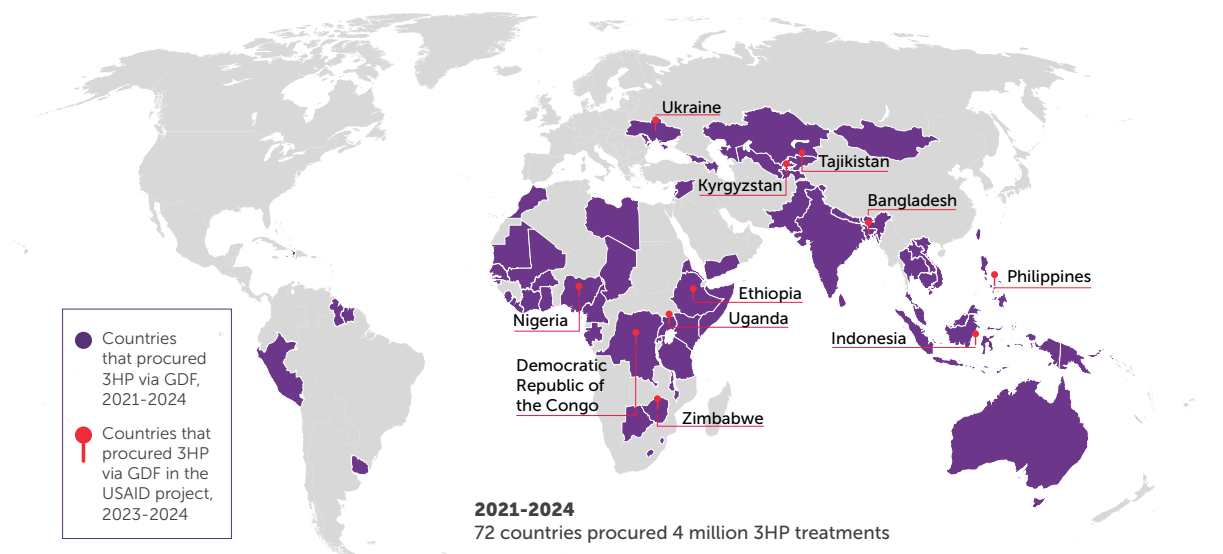 Ukraine
Tajikistan
Kyrgyzstan
Bangladesh
Philippines
Ethiopia
Nigeria
Uganda
Indonesia
Democratic
Republic of
the Congo
Zimbabwe
Countries
that procured
3HP via GDF,
2021-2024
Countries that
procured 3HP
via GDF in the
USAID project,
2023-2024
2021-2024
72 countries procured 4 million 3HP treatments